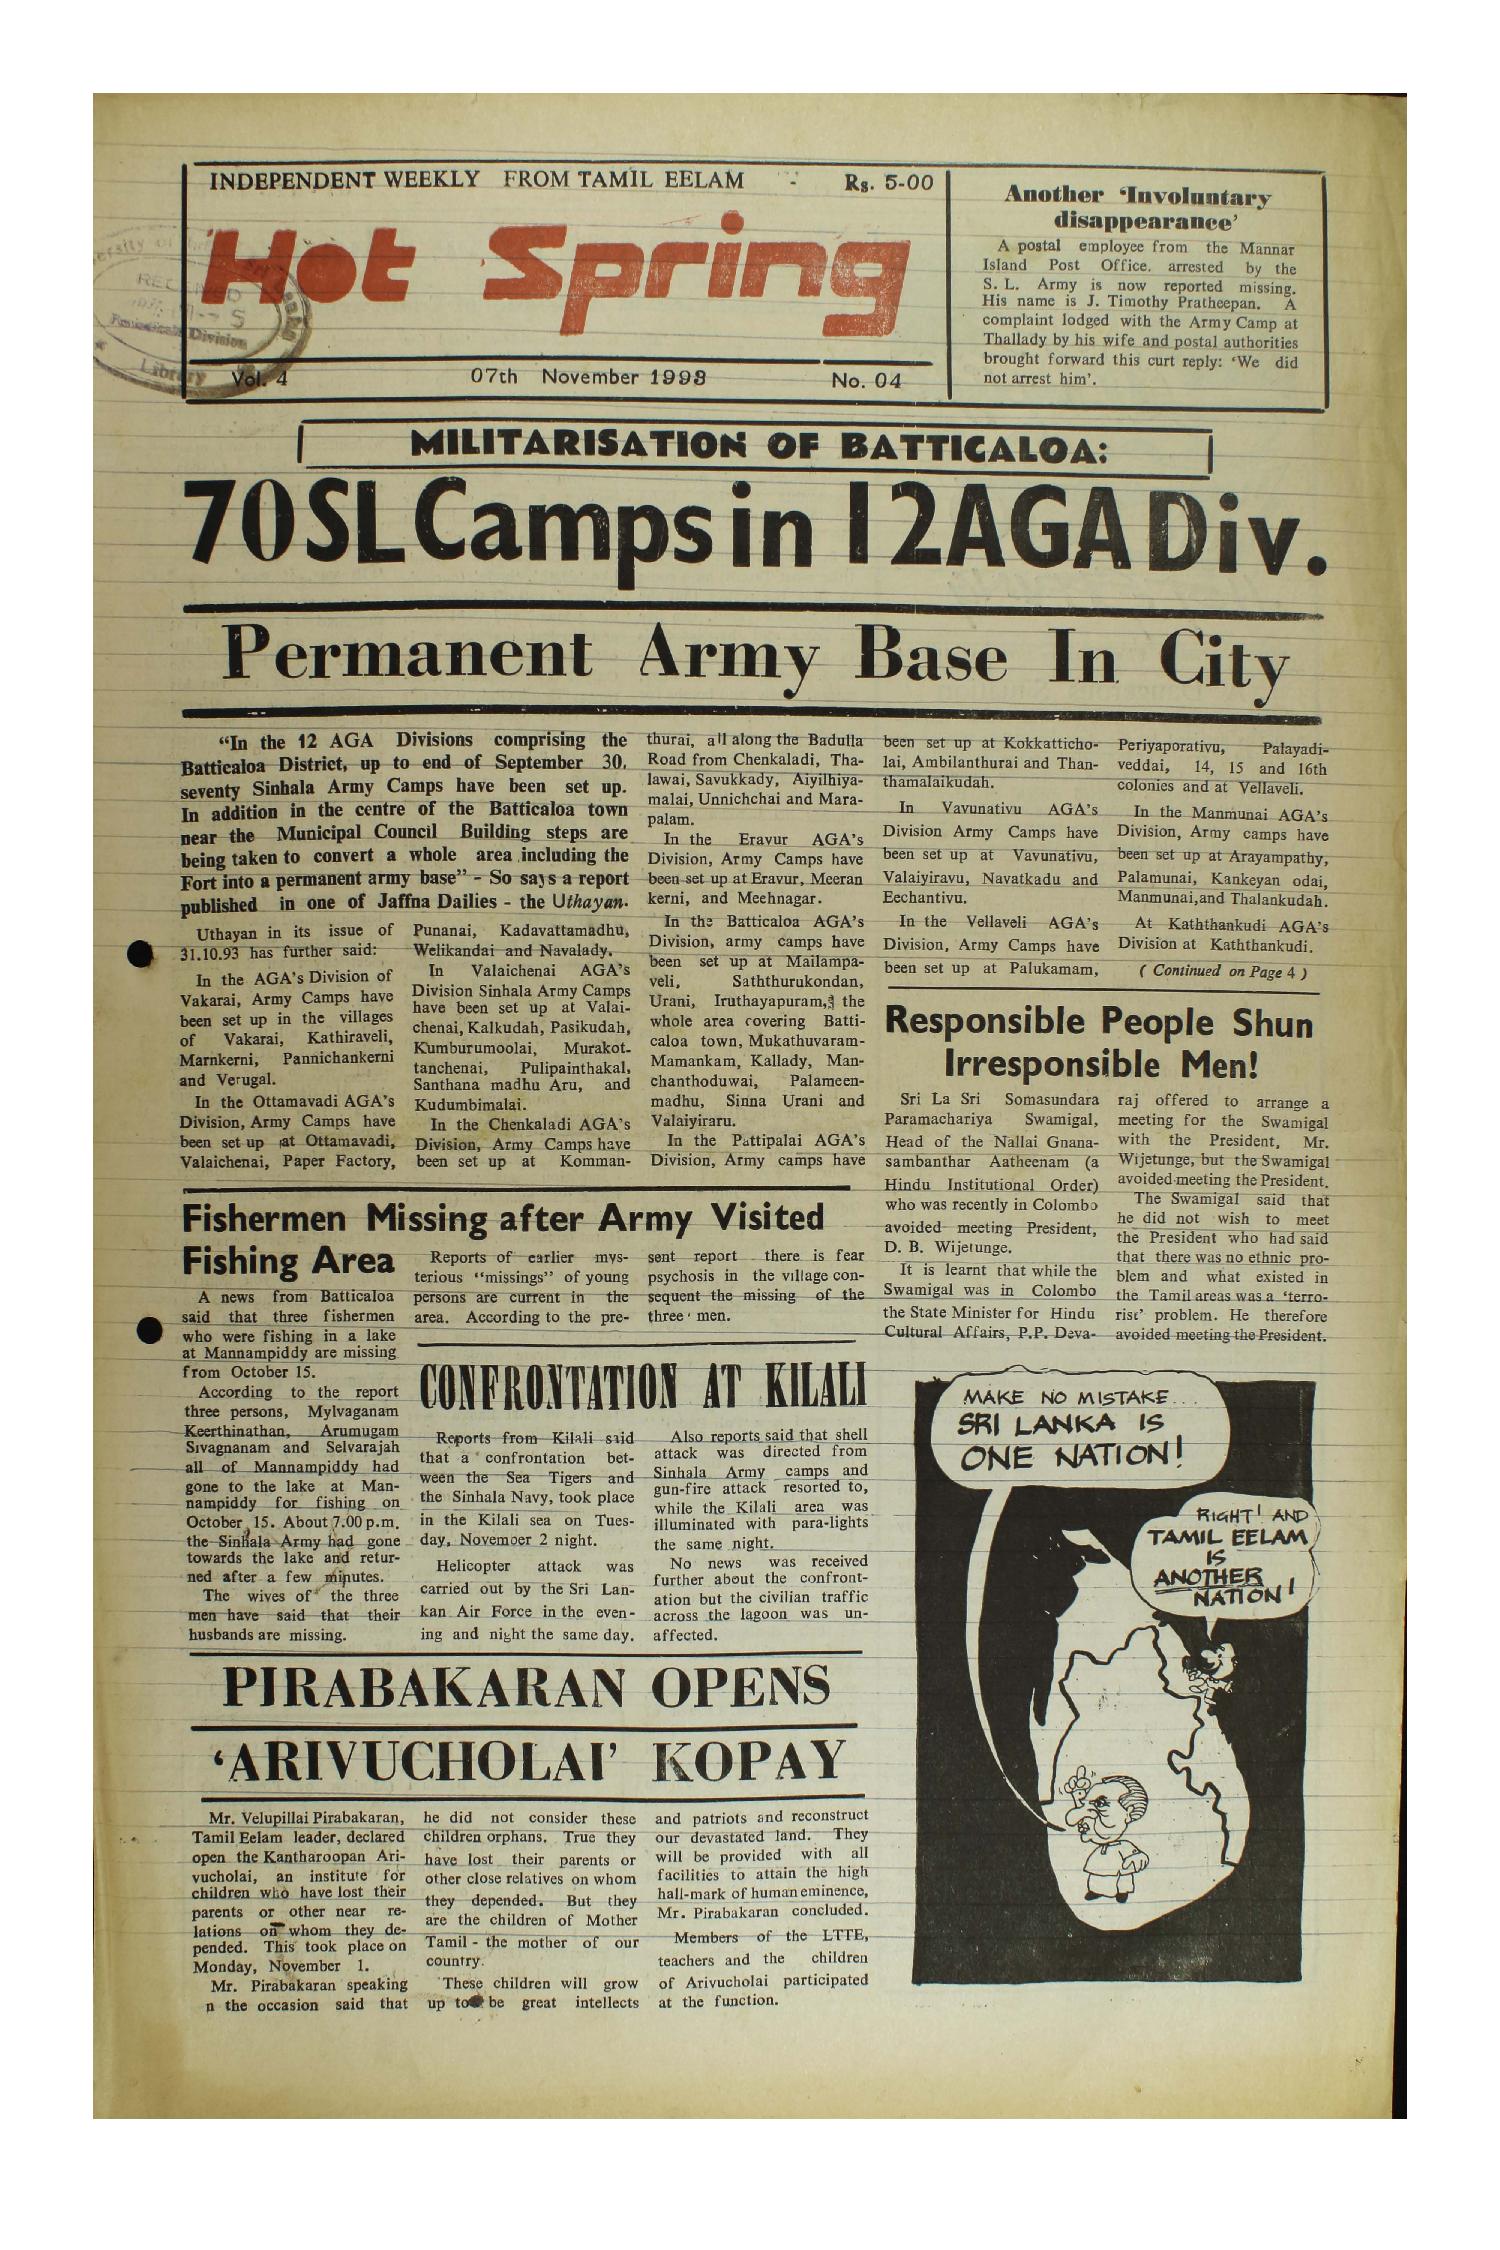 INDEPENDENT WEEKLY FROM TAMIL EELAM - Rs. 5-00
Hot Spring
Vol. 4 07th November 1993 No. 04
RECEIVED
Division
Library
Another ‘Involuntary
disappearance’
A postal employee from the Mannar
Island Post Office, arrested by the
S. L. Army is now reported missing.
His name is J. Timothy Pratheepan. A
complaint lodged with the Army Camp at
Thallady by his wife and postal authorities
brought forward this curt reply: ‘We did
not arrest him’.
MILITARISATION OF BATTICALOA:
70 SL Camps in 12 AGA Div.
Permanent Army Base In City
“In the 12 AGA Divisions comprising the
Batticaloa District, up to end of September 30,
seventy Sinhala Army Camps have been set up.
In addition in the centre of the Batticaloa town
near the Municipal Council Building steps are
being taken to convert a whole area including the
Fort into a permanent army base” - So says a report
published in one of Jaffna Dailies - the Uthayan.
Uthayan in its issue of
31.10.93 has further said:
In the AGA’s Division of
Vakarai, Army Camps have
been set up in the villages
of Vakarai, Kathiraveli,
Marnkerni, Pannichankerni
and Verugal.
In the Ottamavadi AGA’s
Division, Army Camps have
been set up at Ottamavadi,
Valaichenai, Paper Factory,
Punanai, Kadavattamadhu,
Welikandai and Navalady.
In Valaichenai AGA’s
Division Sinhala Army Camps
have been set up at Valai-
chenai, Kalkudah, Pasikudah,
Kumburumoolai, Murakot-
tanchenai, Pulipainthakal,
Santhana madhu Aru, and
Kudumbimalai.
In the Chenkaladi AGA’s
Division, Army Camps have
been set up at Komman-
thurai, all along the Badulla
Road from Chenkaladi, Tha-
lawai, Savukkady, Aiyilhiya-
malai, Unnichchai and Mara-
palam.
In the Eravur AGA’s
Division, Army Camps have
been set up at Eravur, Meeran
kerni, and Meehnagar.
In the Batticaloa AGA’s
Division, army camps have
been set up at Mailampa-
veli, Saththurukondan,
Urani, Iruthayapuram, the
whole area covering Batti-
caloa town, Mukathuvaram-
Mamankam, Kallady, Man-
chanthoduwai, Palameen-
madhu, Sinna Urani and
Valaiyiraru.
In the Pattipalai AGA’s
Division, Army camps have
been set up at Kokkatticho-
lai, Ambilanthurai and Than-
thamalaikudah.
In Vavunativu AGA’s
Division Army Camps have
been set up at Vavunativu,
Valaiyiravu, Navatkadu and
Eechantivu.
In the Vellaveli AGA’s
Division, Army Camps have
been set up at Palukamam,
Periyaporativu, Palayadi-
veddai, 14, 15 and 16th
colonies and at Vellaveli.
In the Manmunai AGA’s
Division, Army camps have
been set up at Arayampathy,
Palamunai, Kankeyan odai,
Manmunai,and Thalankudah.
At Kaththankudi AGA’s
Division at Kaththankudi.
( Continued on Page 4 )
Responsible People Shun
Irresponsible Men!
Sri La Sri Somasundara
Paramachariya Swamigal,
Head of the Nallai Gnana-
sambanthar Aatheenam (a
Hindu Institutional Order)
who was recently in Colombo
avoided meeting President,
D. B. Wijetunge.
It is learnt that while the
Swamigal was in Colombo
the State Minister for Hindu
Cultural Affairs, P.P. Deva-
raj offered to arrange a
meeting for the Swamigal
with the President, Mr.
Wijetunge, but the Swamigal
avoided meeting the President.
The Swamigal said that
he did not wish to meet
the President who had said
that there was no ethnic pro-
blem and what existed in
the Tamil areas was a ‘terro-
rist’ problem. He therefore
avoided meeting the President.
Fishermen Missing after Army Visited
Fishing Area
A news from Batticaloa
said that three fishermen
who were fishing in a lake
at Mannampiddy are missing
from October 15.
According to the report
three persons, Mylvaganam
Keerthinathan, Arumugam
Sivagnanam and Selvarajah
all of Mannampiddy had
gone to the lake at Man-
nampiddy for fishing on
October 15. About 7.00 p.m.
the Sinhala Army had gone
towards the lake and retur-
ned after a few minutes.
The wives of the three
men have said that their
husbands are missing.
Reports of earlier mys-
terious “missings” of young
persons are current in the
area. According to the pre-
sent report there is fear
psychosis in the village con-
sequent the missing of the
three men.
CONFRONTATION AT KILALI
Reports from Kilali said
that a confrontation bet-
ween the Sea Tigers and
the Sinhala Navy, took place
in the Kilali sea on Tues-
day, November 2 night.
Helicopter attack was
carried out by the Sri Lan-
kan Air Force in the even-
ing and night the same day.
Also reports said that shell
attack was directed from
Sinhala Army camps and
gun-fire attack resorted to,
while the Kilali area was
illuminated with para-lights
the same night.
No news was received
further about the confront-
ation but the civilian traffic
across the lagoon was un-
affected.
PIRABAKARAN OPENS
‘ARIVUCHOLAI’ KOPAY
Mr. Velupillai Pirabakaran,
Tamil Eelam leader, declared
open the Kantharoopan Ari-
vucholai, an institute for
children who have lost their
parents or other near re-
lations on whom they de-
pended. This took place on
Monday, November 1.
Mr. Pirabakaran speaking
n the occasion said that
he did not consider these
children orphans. True they
have lost their parents or
other close relatives on whom
they depended. But they
are the children of Mother
Tamil - the mother of our
country.
These children will grow
up to be great intellects
and patriots and reconstruct
our devastated land. They
will be provided with all
facilities to attain the high
hall-mark of human eminence,
Mr. Pirabakaran concluded.
Members of the LTTE,
teachers and the children
of Arivucholai participated
at the function.
MAKE NO MISTAKE...
SRI LANKA IS
ONE NATION!
RIGHT! AND
TAMIL EELAM
IS
ANOTHER
NATION!